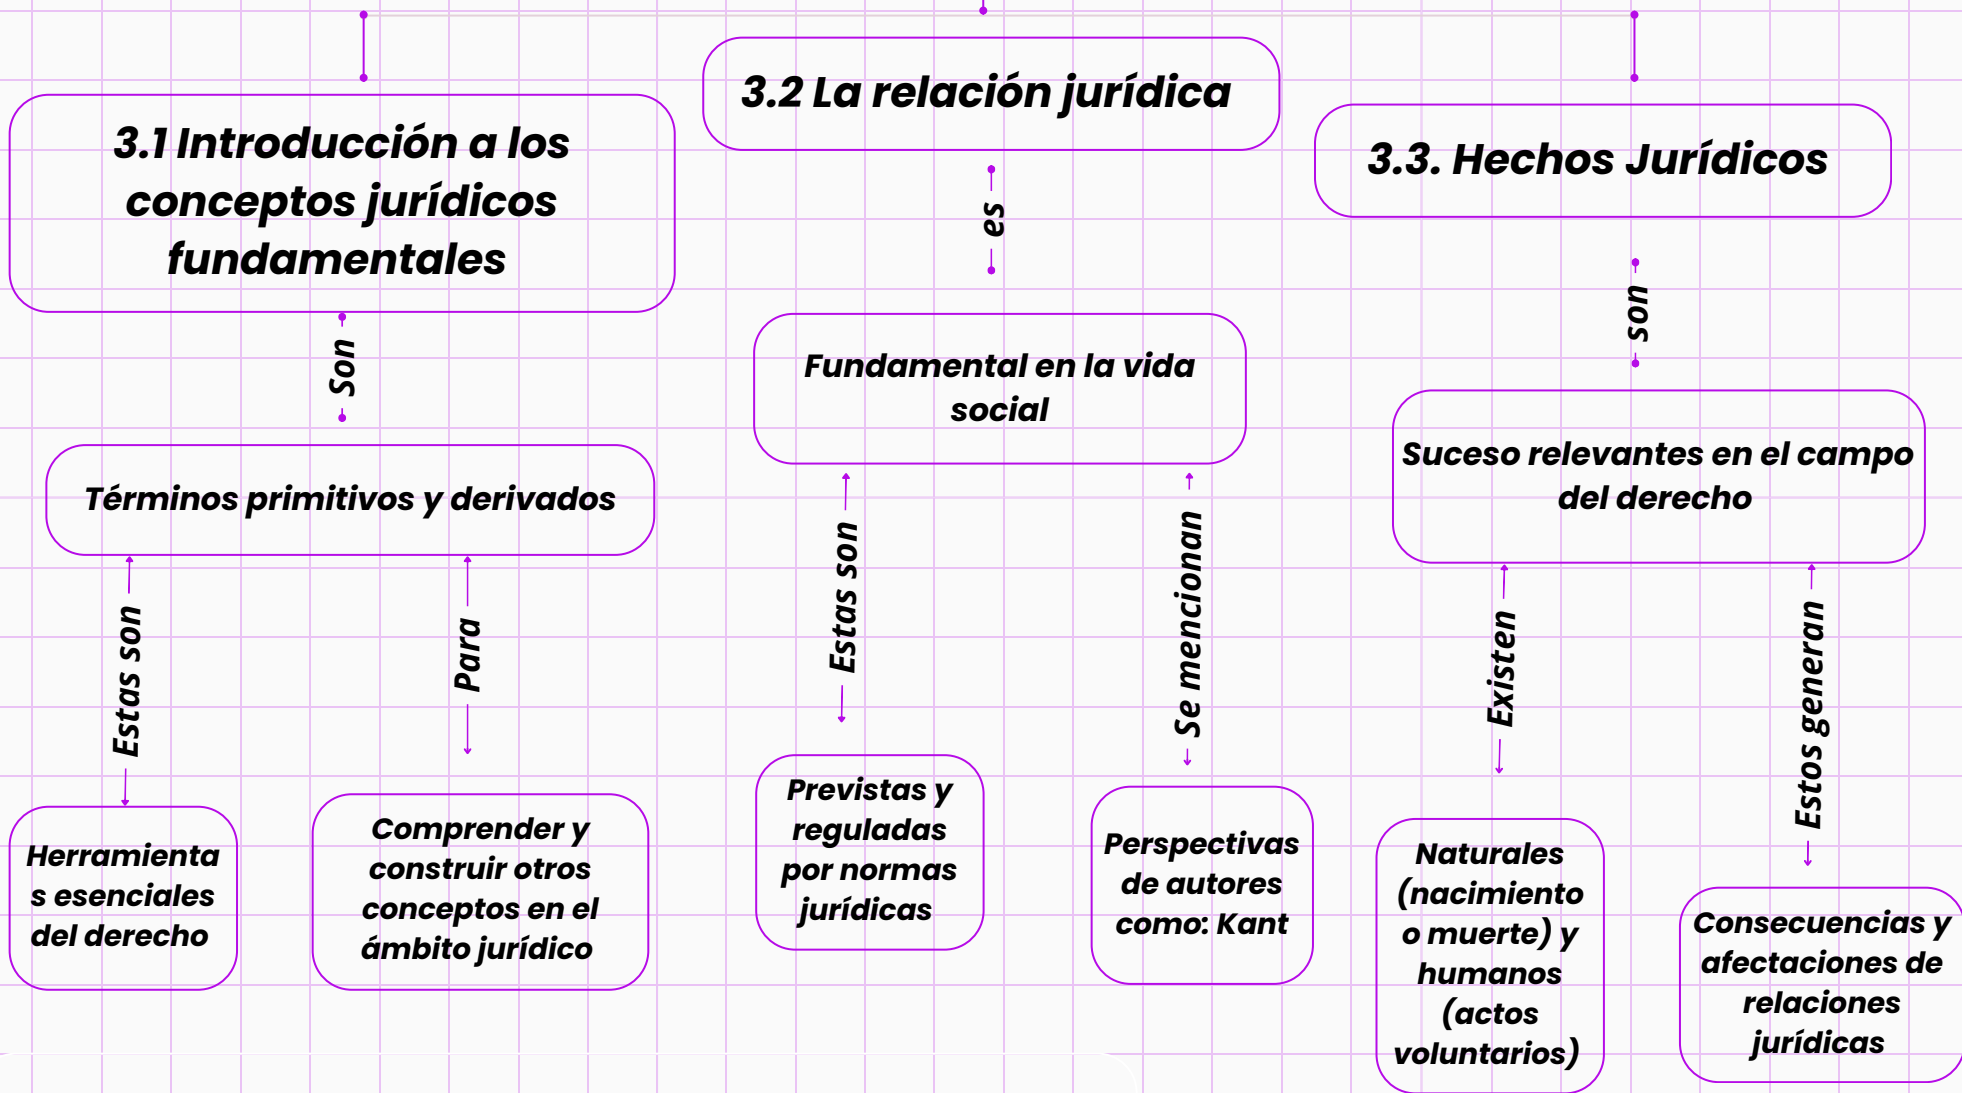 3.1 Introducción a los
conceptos jurídicos
fundamentales
Son
Términos primitivos y derivados
Estas son
Herramienta
s esenciales
del derecho
Para
Comprender y
construir otros
conceptos en el
ámbito jurídico
3.2 La relación jurídica
es
Fundamental en la vida
social
Estas son
Previstas y
reguladas
por normas
jurídicas
Se mencionan
Perspectivas
de autores
como: Kant
3.3. Hechos Jurídicos
son
Suceso relevantes en el campo
del derecho
Existen
Naturales
(nacimiento
o muerte) y
humanos
(actos
voluntarios)
Estos generan
Consecuencias y
afectaciones de
relaciones
jurídicas